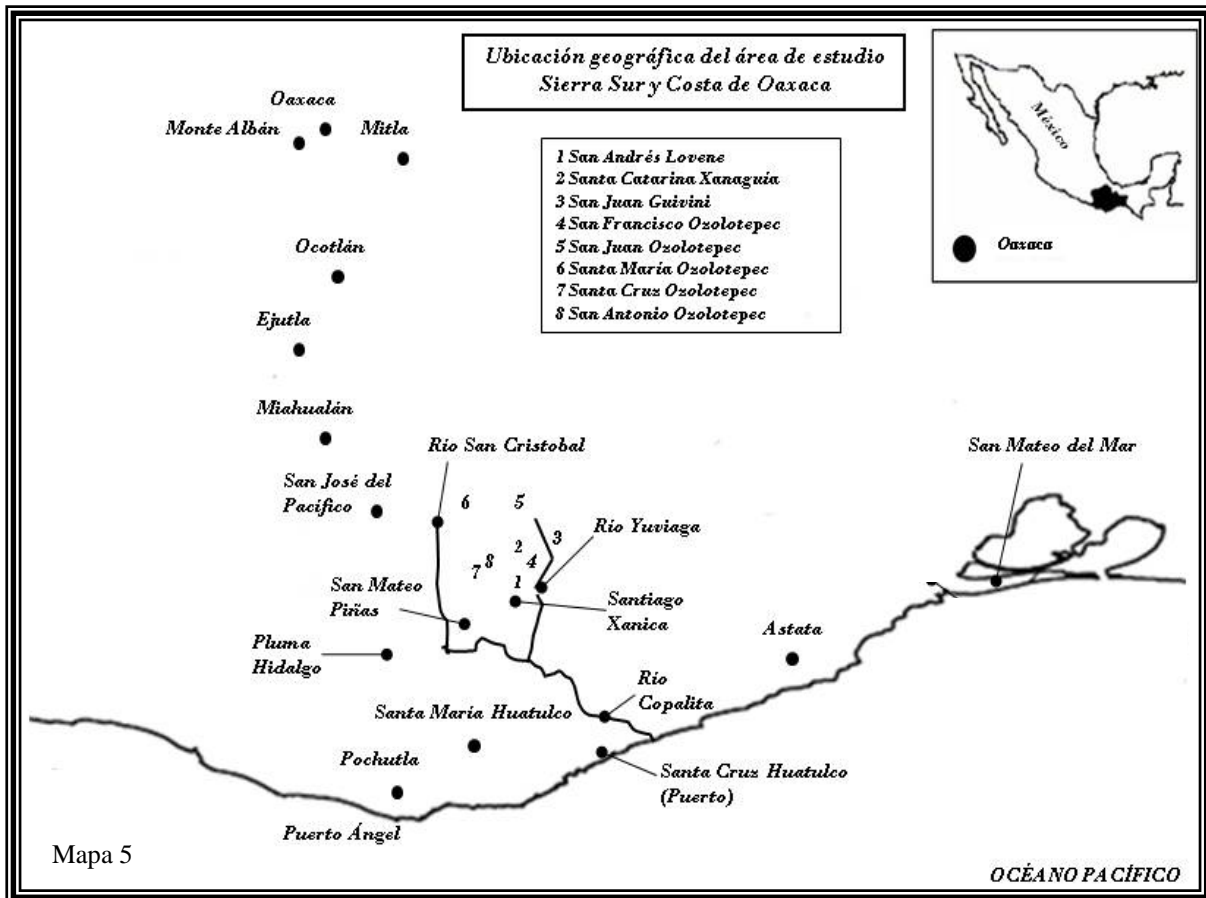 Ubicación geográfica del área de estudio
Sierra Sur y Costa de Oaxaca
México
Oaxaca
Oaxaca
Monte Albán
Mitla
1 San Andrés Lovene
2 Santa Catarina Xanaguía
3 San Juan Guivini
4 San Francisco Ozolotepec
5 San Juan Ozolotepec
6 Santa María Ozolotepec
7 Santa Cruz Ozolotepec
8 San Antonio Ozolotepec
Ocotlán
Ejutla
Miahualán
Río San Cristobal
San Mateo del Mar
San José del
Pacífico
6
5
Río Yuviaga
3
2
8
4
7
1
San Mateo
Piñas
Santiago
Xanica
Astata
Pluma
Hidalgo
Río
Copalita
Santa María Huatulco
Pochutla
Santa Cruz Huatulco
(Puerto)
Puerto Ángel
Mapa 5
OCÉANO PACÍFICO